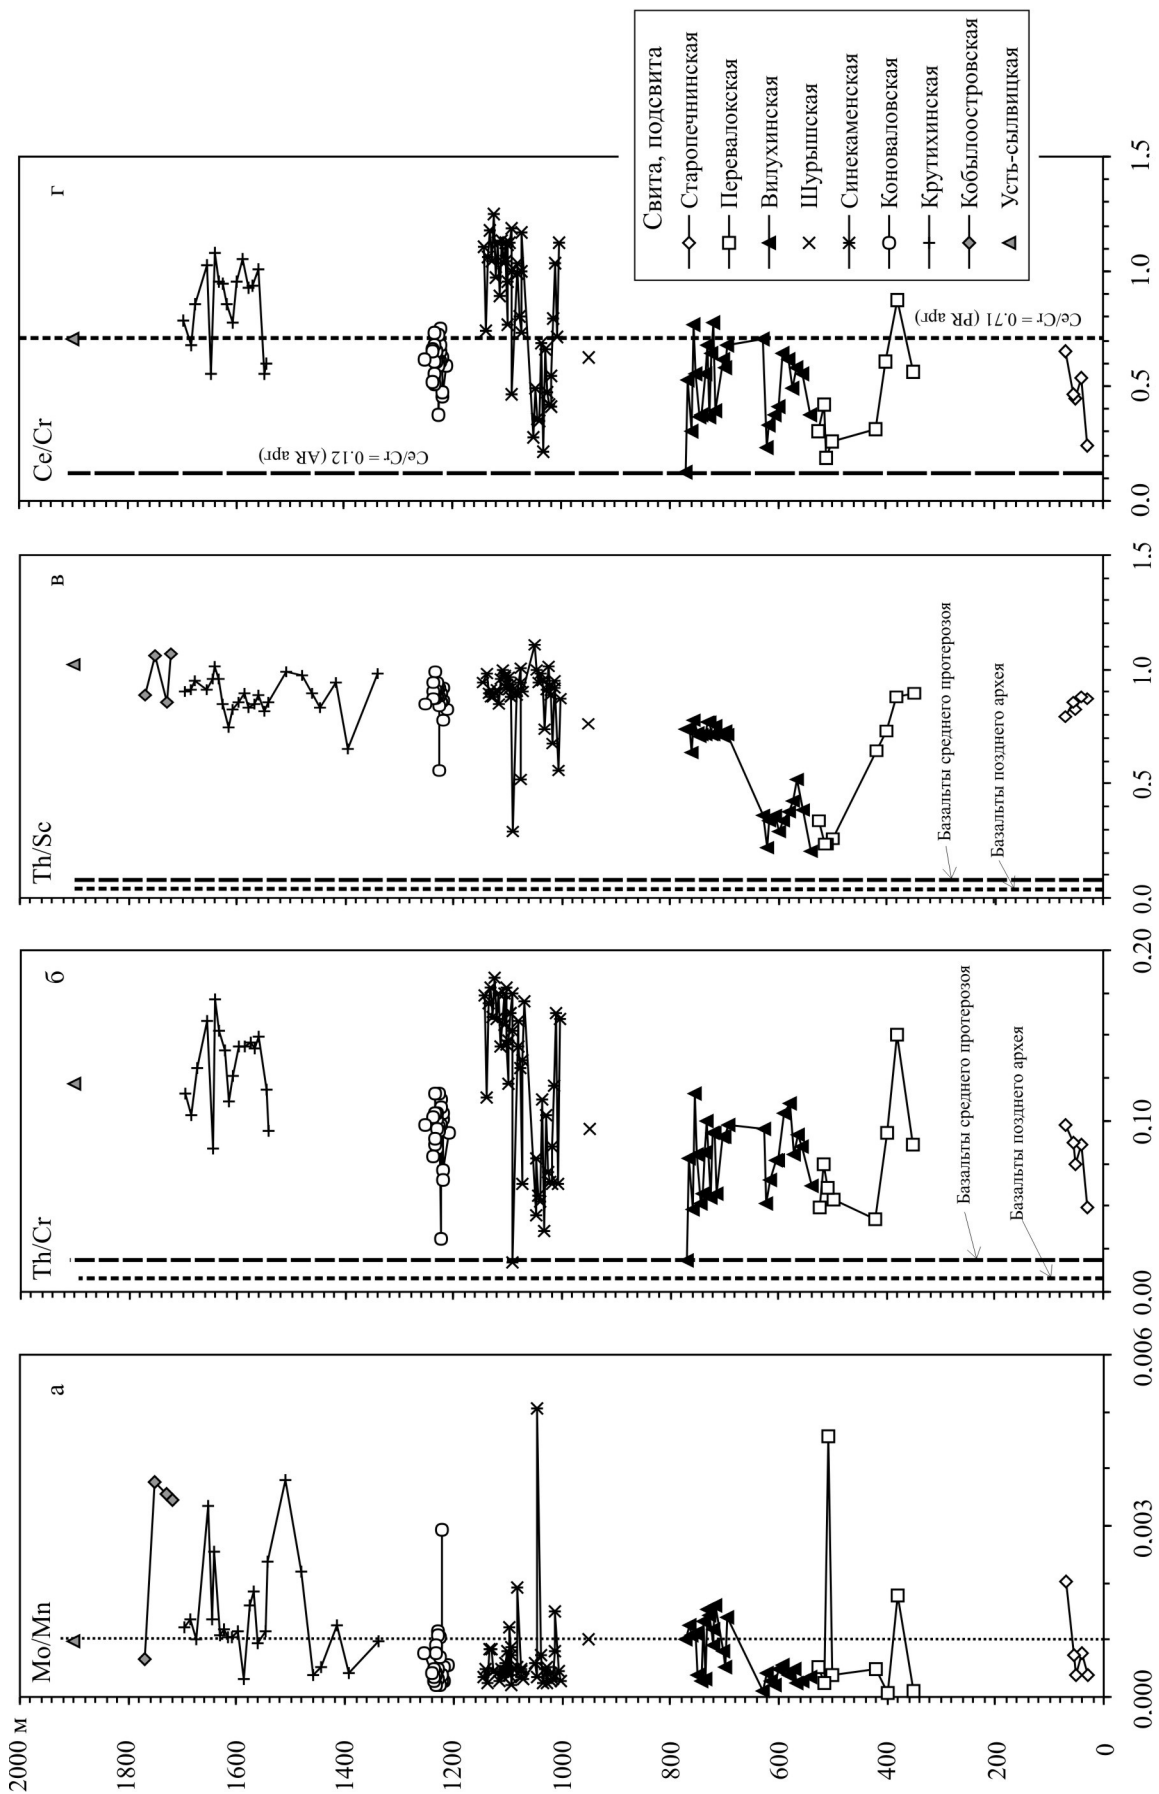 2000 м
1800
1600
1400
1200
1000
800
600
400
200
0
Mo/Mn
а
0.000
0.003
0.006
Th/Cr
б
Базальты среднего протерозоя
Базальты позднего архея
0.00
0.10
0.20
Th/Sc
в
Базальты среднего протерозоя
Базальты позднего архея
0.0
0.5
1.0
1.5
Ce/Cr
г
Ce/Cr = 0.12 (AR apr)
Ce/Cr = 0.71 (PR apr)
0.0
0.5
1.0
1.5
Свита, подсвита
Старопечнинская
Перевалокская
Вилухинская
Шурышская
Синекаменская
Коноваловская
Крутихинская
Кобылоостровская
Усть-сылвицкая